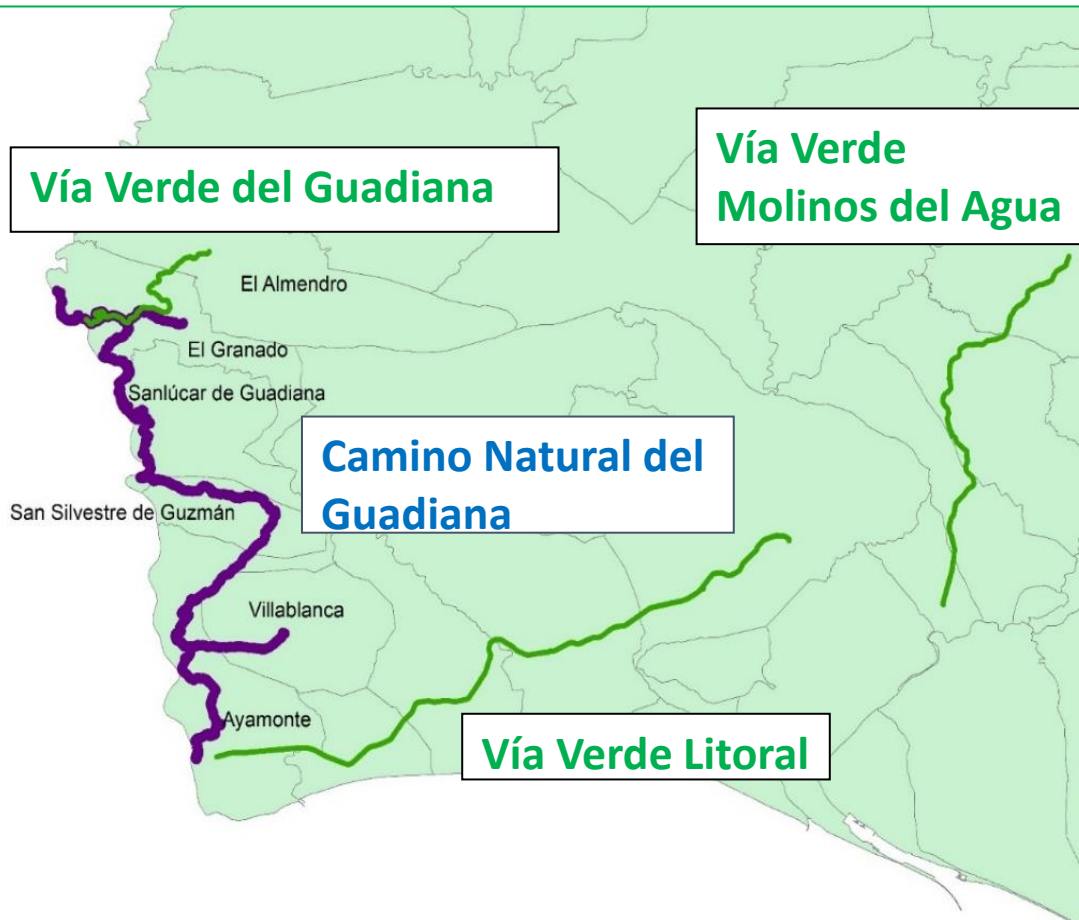 Vía Verde
Molinos del Agua
Vía Verde del Guadiana
El Almendro
El Granado
Sanlúcar de Guadiana
Camino Natural del
Guadiana
San Silvestre de Guzmán
Villablanca
Ayamonte
Vía Verde Litoral